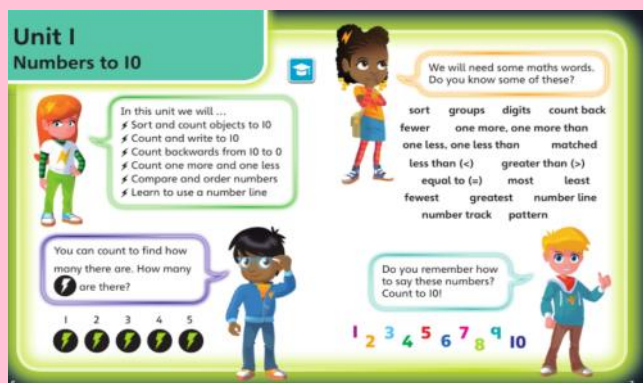 Unit 1
Numbers to 10
In this unit we will ...
Sort and count objects to 10
Count and write to 10
Count backwards from 10 to 0
Count one more and one less
Compare and order numbers
Learn to use a number line
We will need some maths words.
Do you know some of these?
sort groups digits count back
fewer one more, one more than
one less, one less than matched
less than (<) greater than (>)
equal to (=) most least
fewest greatest number line
number track pattern
You can count to find how
many there are. How many
are there?
1 2 3 4 5
Do you remember how
to say these numbers?
Count to 10!
1 2 3 4 5 6 7 8 9 10